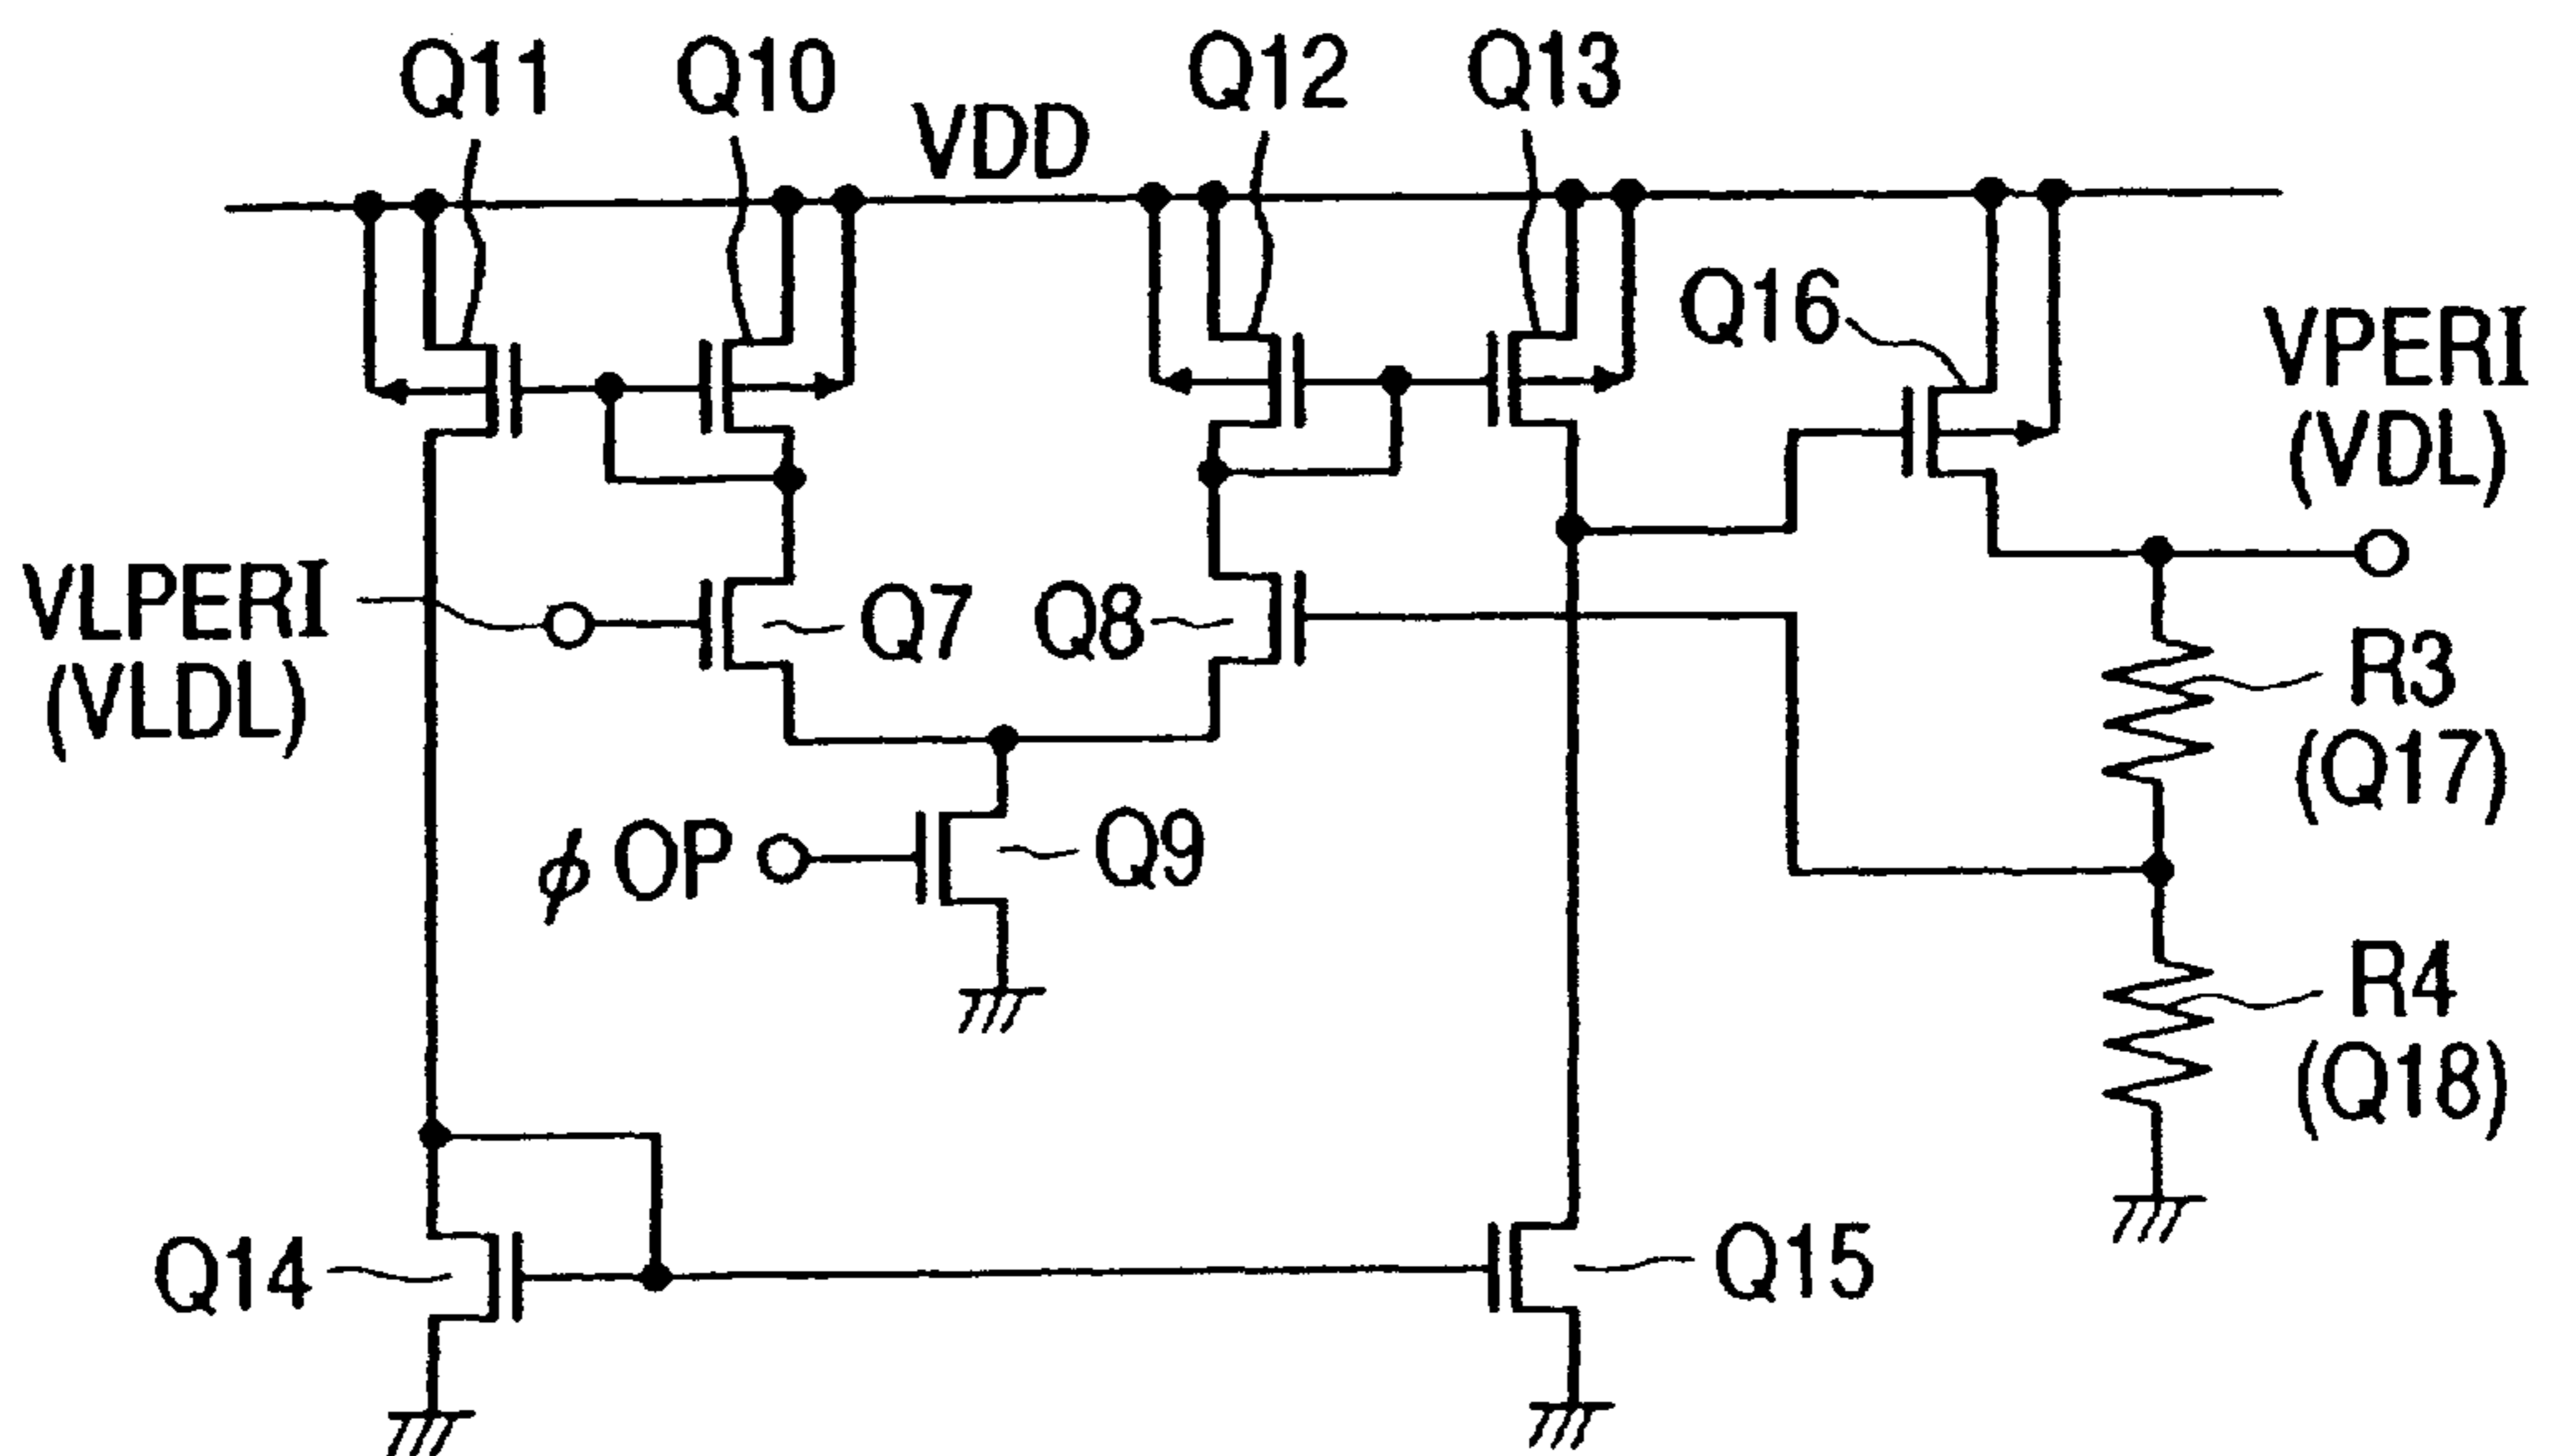 Q11
Q10
VDD
Q12
Q13
Q16
VPERI
(VDL)
VLPERI
(VLDL)
Q7
Q8
R3
(Q17)
ϕ OP
Q9
R4
(Q18)
Q14
Q15